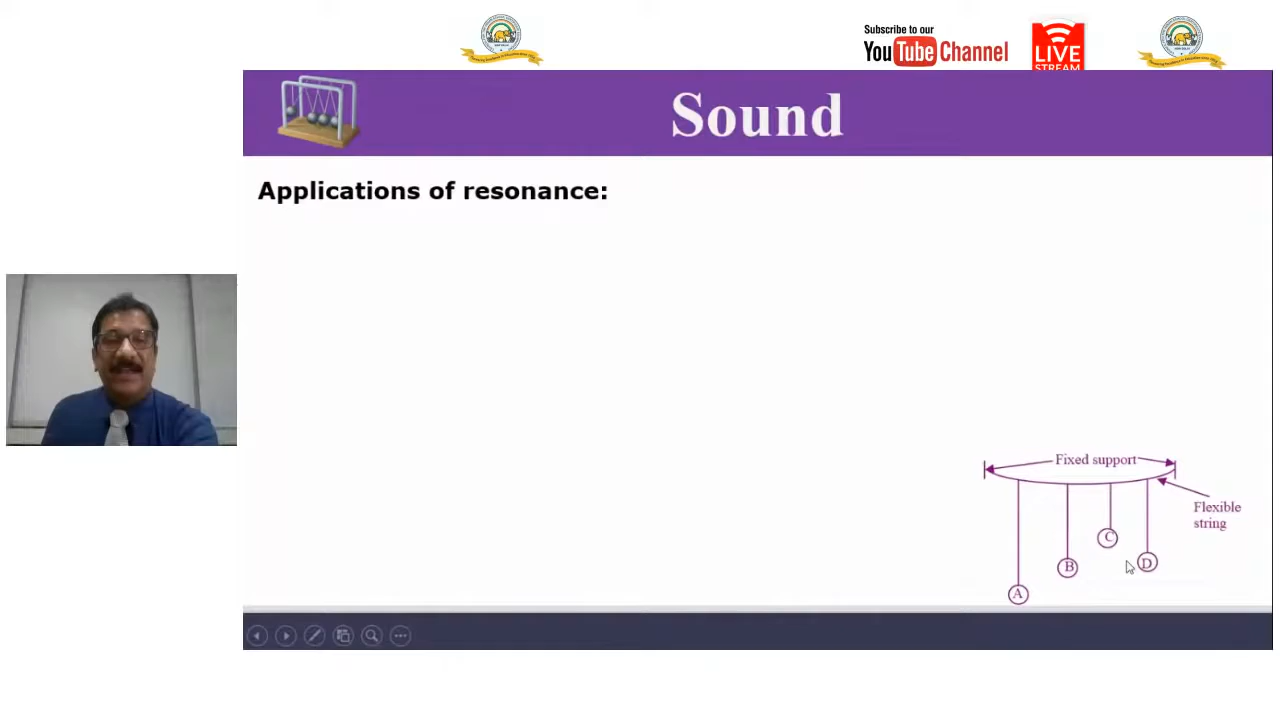 Subscribe to our
YouTube Channel
LIVE
STREAM
Sound
Applications of resonance:
Fixed support
Flexible
string
C
B
D
A